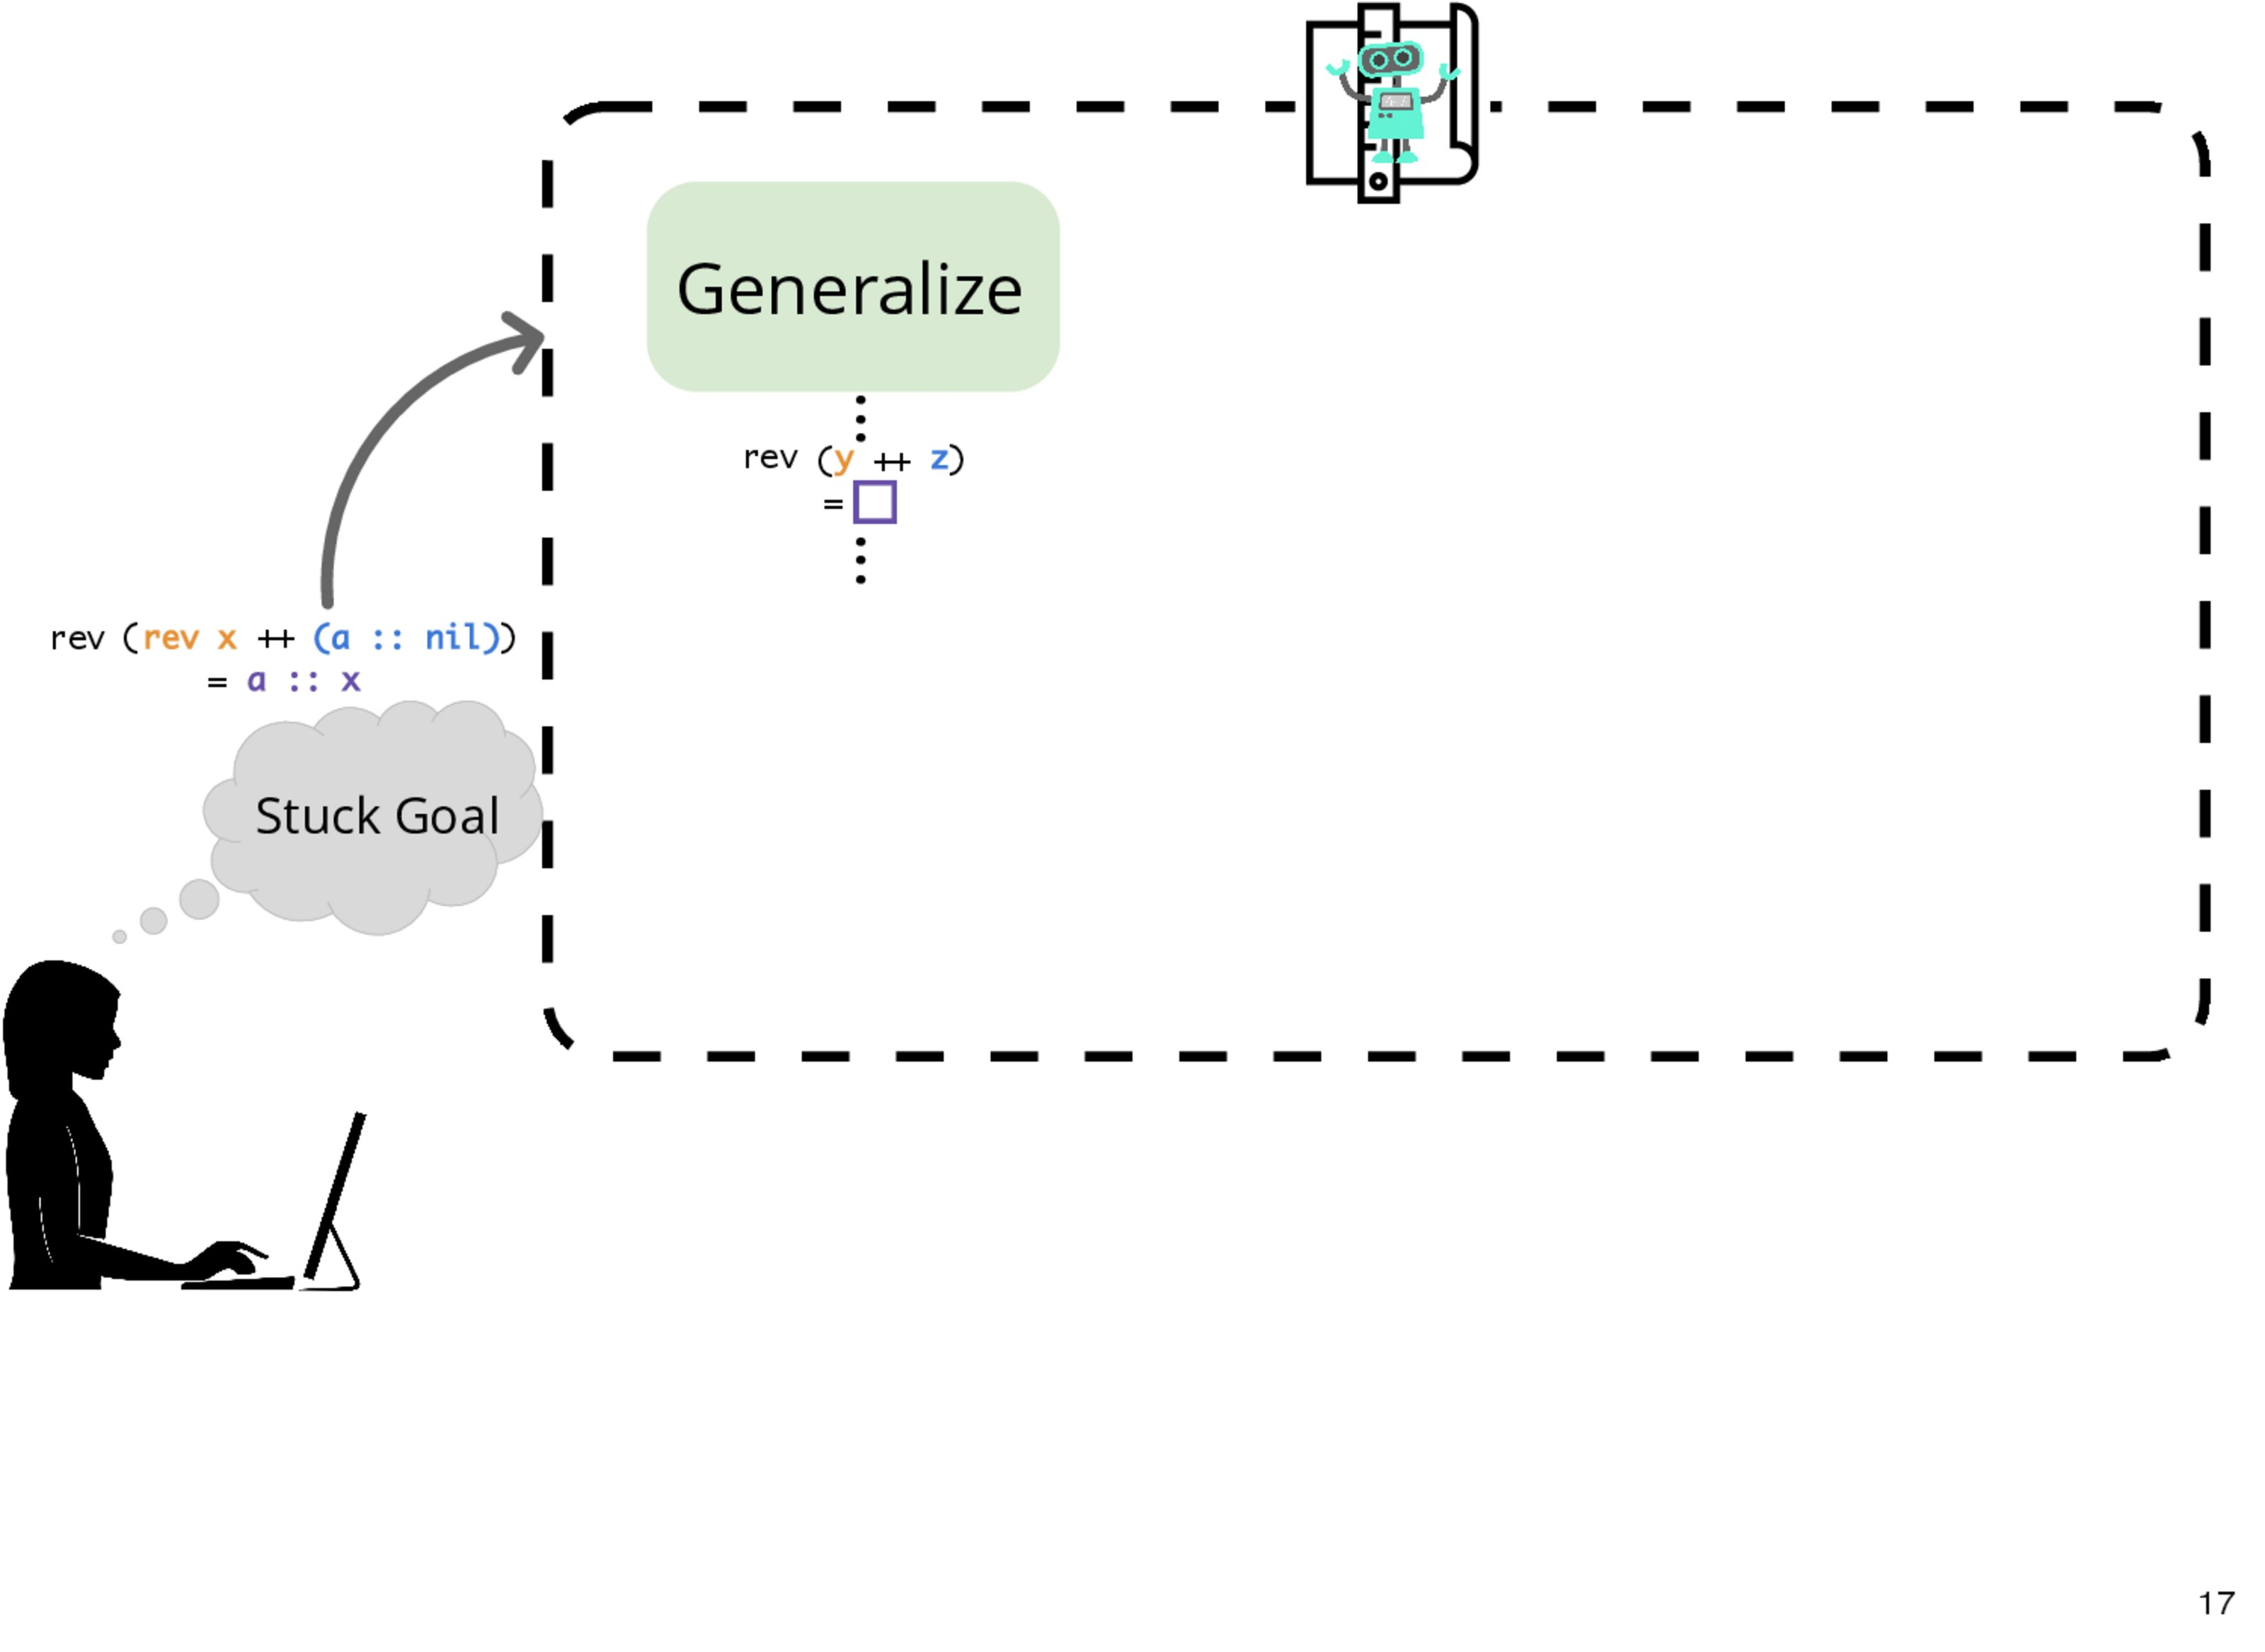 Generalize
rev (y ++ z)
= □
rev (rev x ++ (a :: nil))
= a :: x
Stuck Goal
17